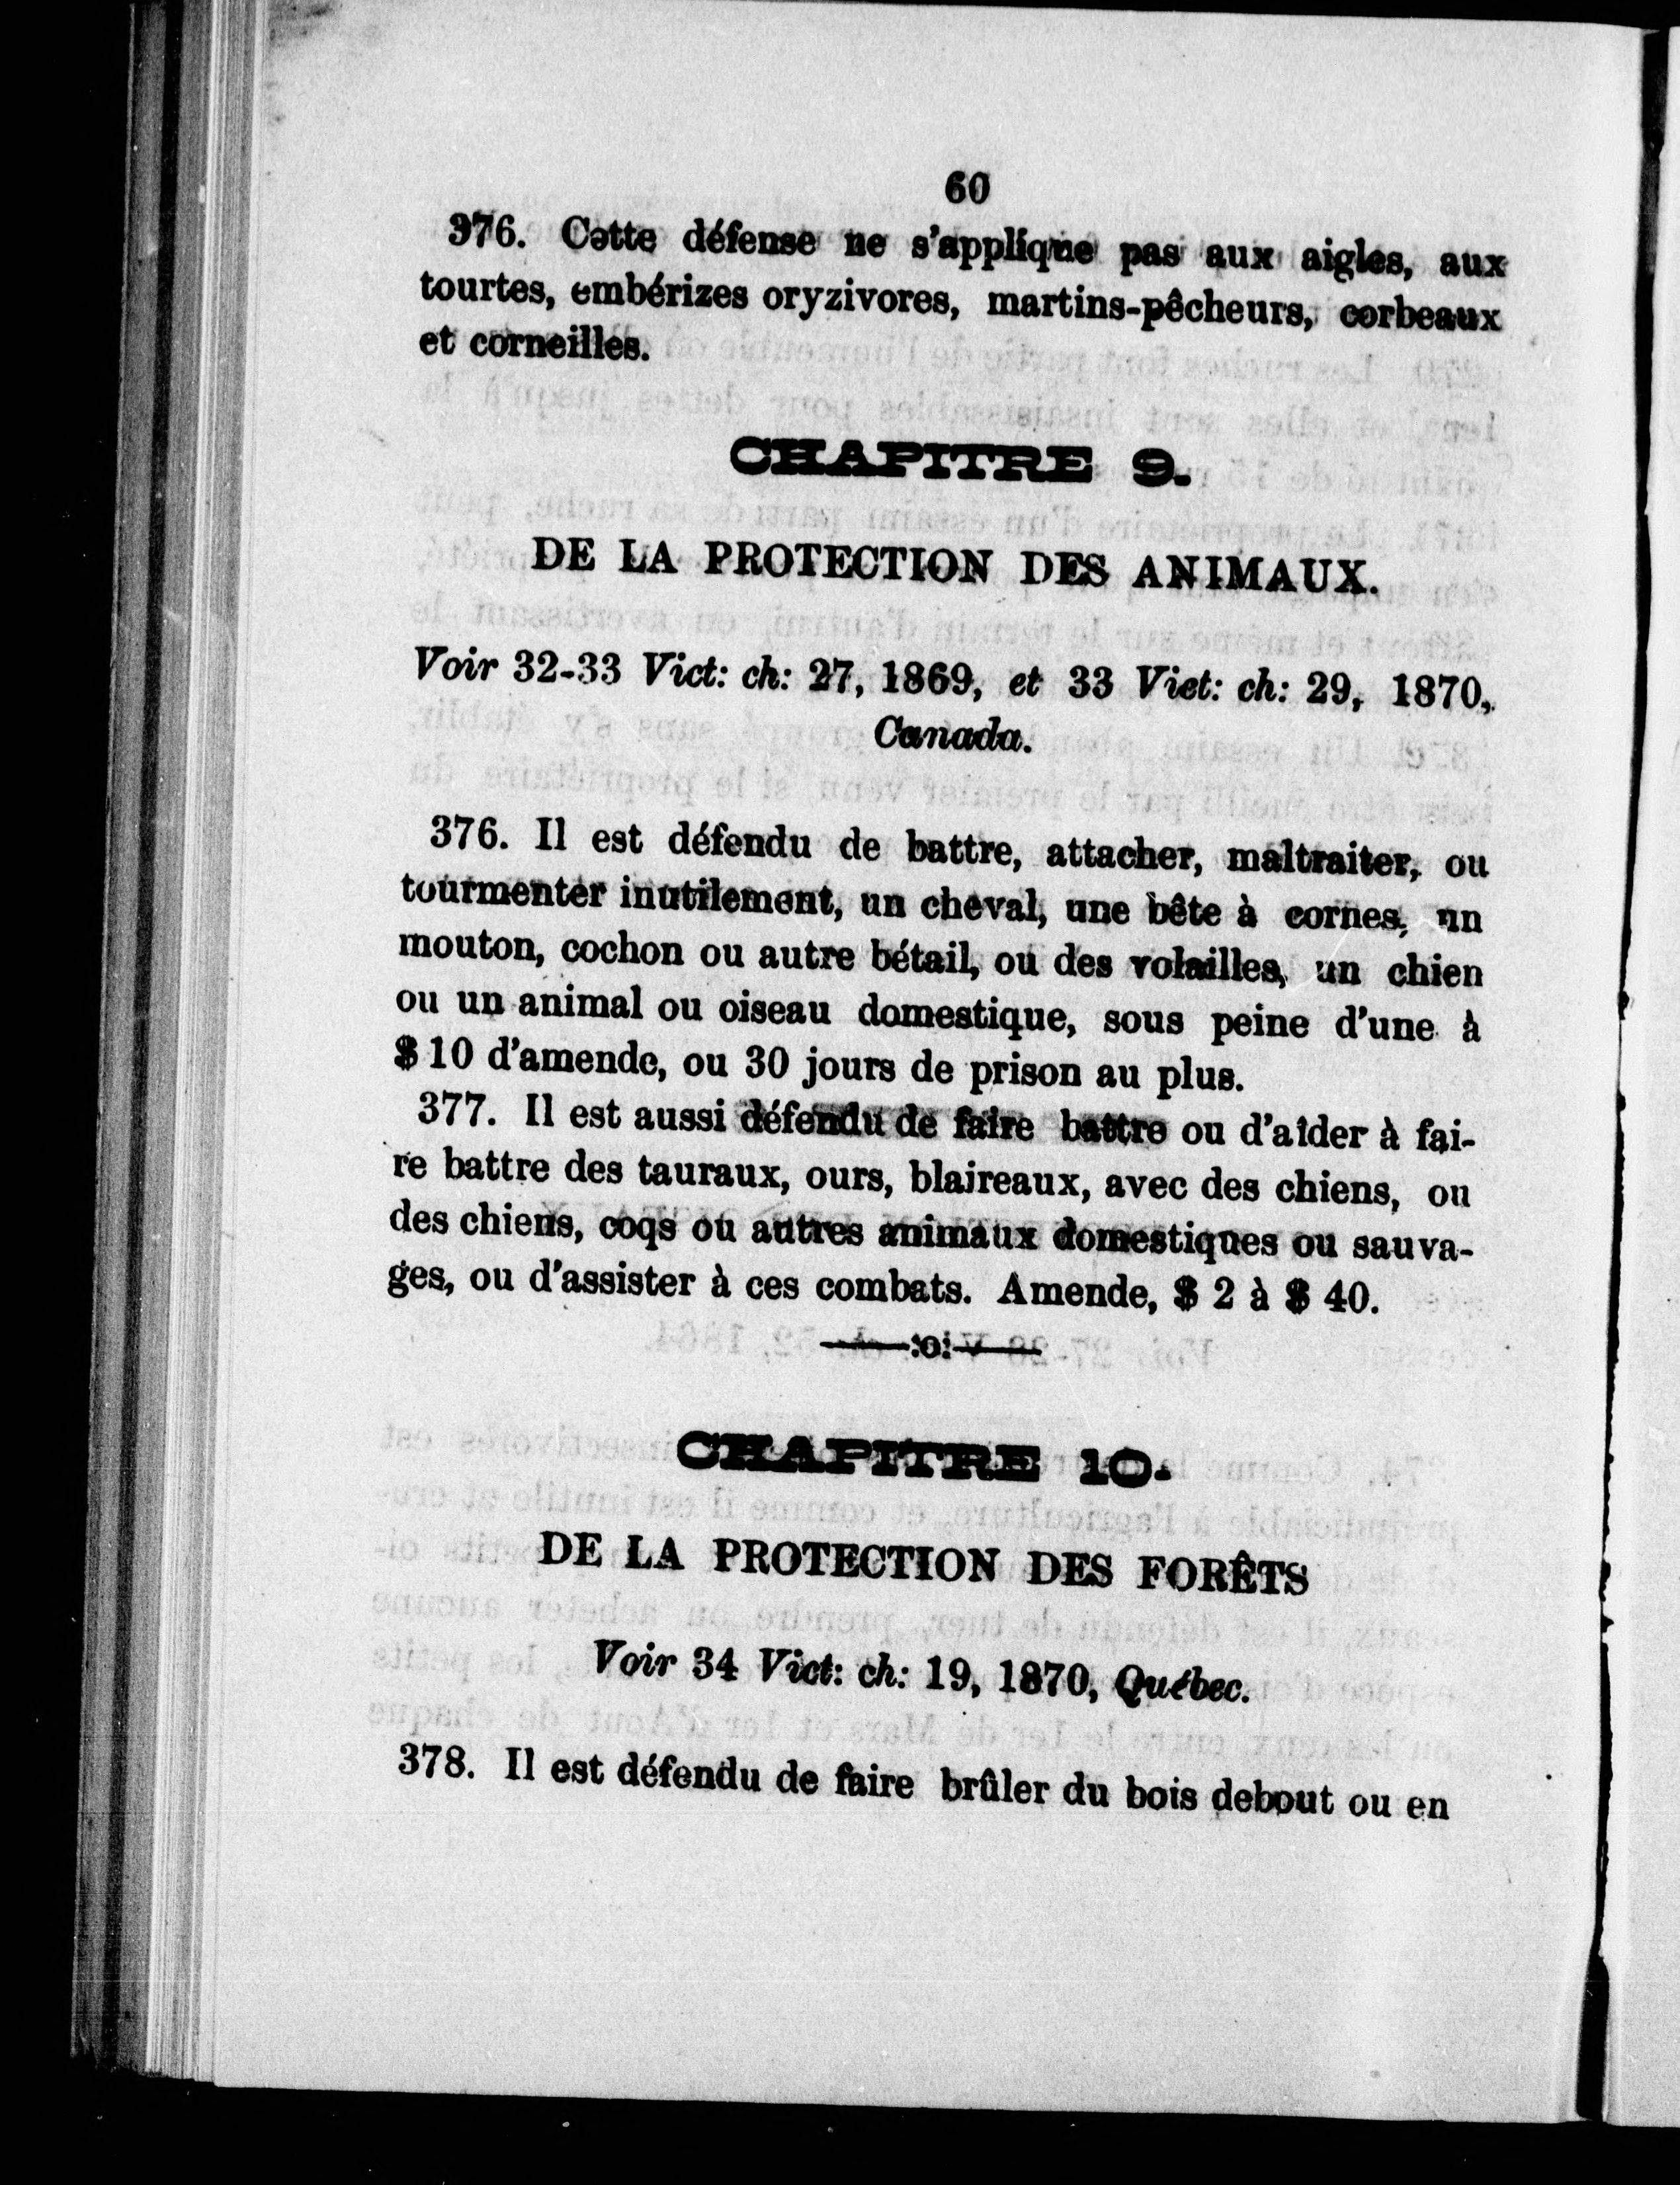 60
376. Cette défense ne s'applique pas aux aigles, aux
tourtes, embérizes oryzivores, martins-pêcheurs, corbeaux
et corneilles.
CHAPITRE 9.
DE LA PROTECTION DES ANIMAUX.
Voir 32-33 Vict: ch: 27, 1869, et 33 Vict: ch: 29, 1870,
Canada.
376. Il est défendu de battre, attacher, maltraiter, ou
tourmenter inutilement, un cheval, une bête à cornes, un
mouton, cochon ou autre bétail, ou des volailles, un chien
ou un animal ou oiseau domestique, sous peine d'une à
$10 d'amende, ou 30 jours de prison au plus.
377. Il est aussi défendu de faire battre ou d'aider à fai-
re battre des tauraux, ours, blaireaux, avec des chiens, ou
des chiens, coqs ou autres animaux domestiques ou sauva-
ges, ou d'assister à ces combats. Amende, $ 2 à $ 40.
——:o:——
CHAPITRE 10.
DE LA PROTECTION DES FORÊTS
Voir 34 Vict: ch: 19, 1870, Québec.
378. Il est défendu de faire brûler du bois debout ou en